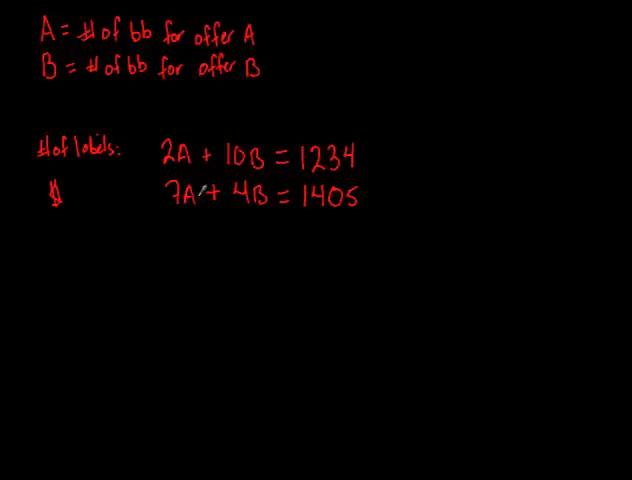 A = # of bb for offer A
B = # of bb for offer B
# of labels: 2A + 10B = 1234
$ 7A + 4B = 1405